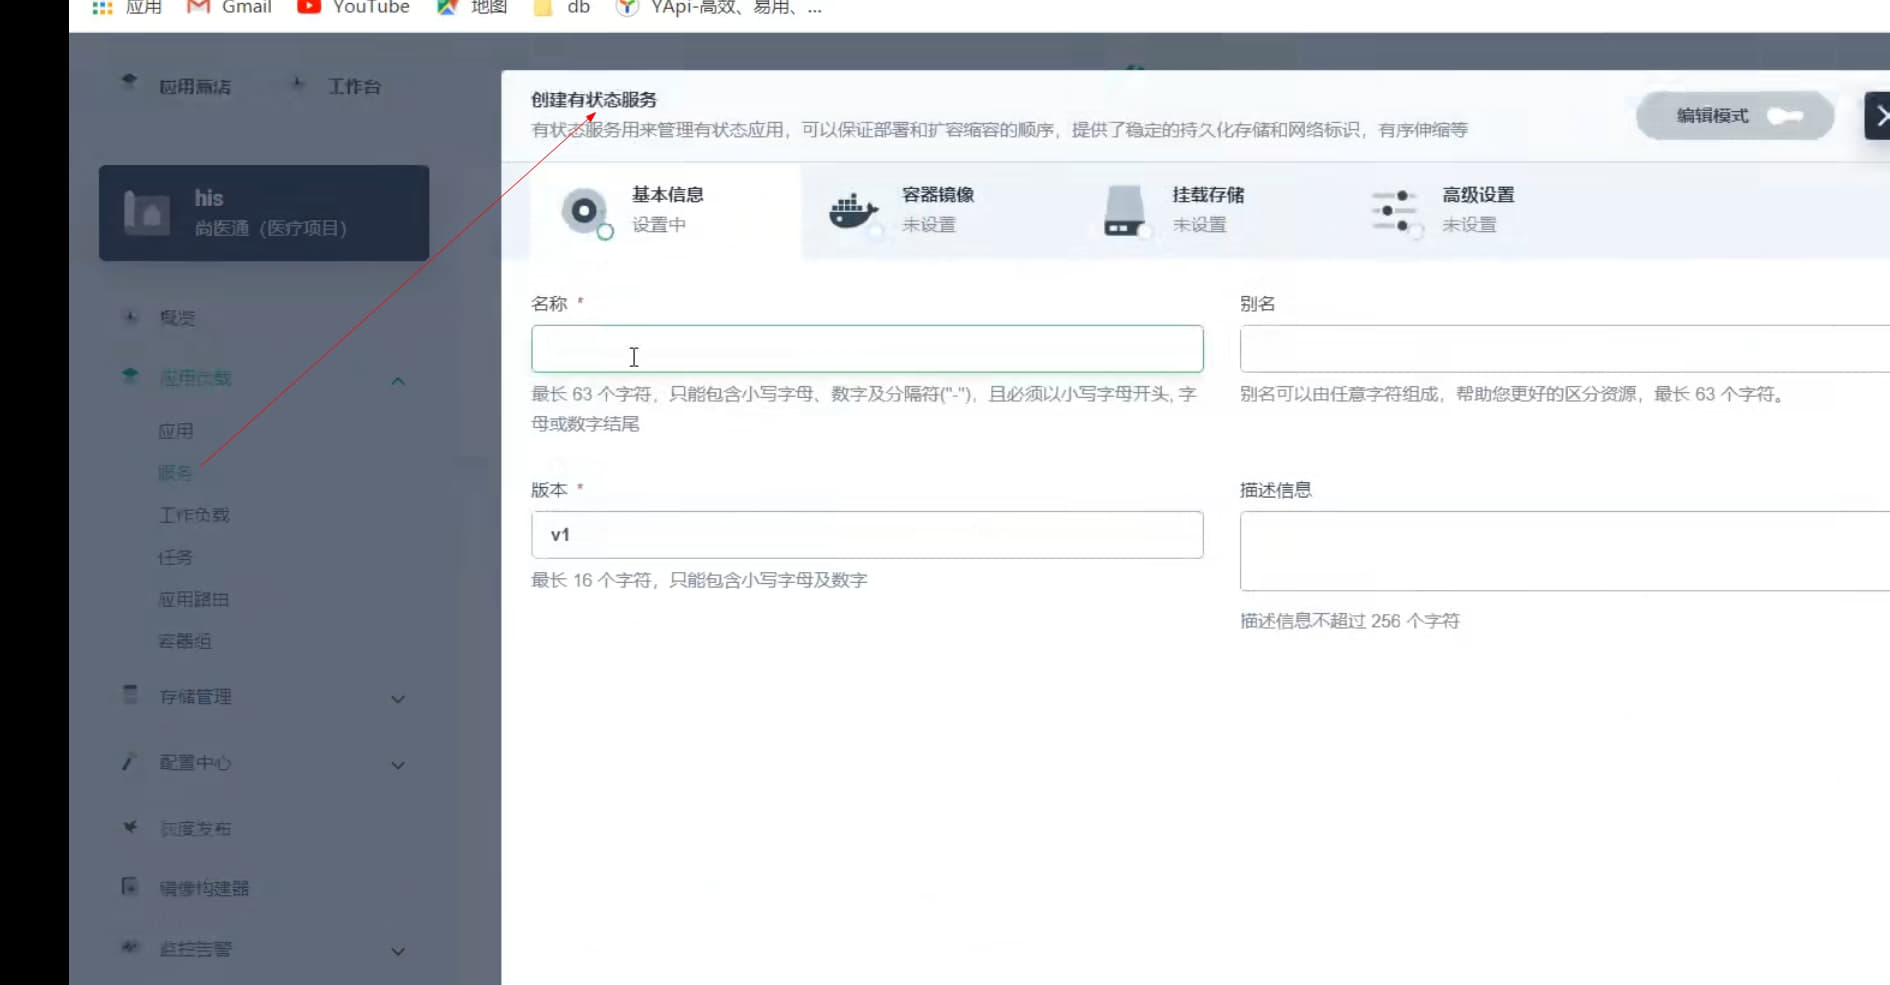 应用 Gmail YouTube 地图 db YApi-高效、易用、...
应用商店 工作台
创建有状态服务
有状态服务用来管理有状态应用，可以保证部署和扩容缩容的顺序，提供了稳定的持久化存储和网络标识，有序伸缩等
编辑模式
his
尚医通（医疗项目）
基本信息
设置中
容器镜像
未设置
挂载存储
未设置
高级设置
未设置
概览
应用负载
应用
服务
工作负载
任务
应用路由
容器组
存储管理
配置中心
灰度发布
镜像构建器
监控告警
名称 *
最长 63 个字符，只能包含小写字母、数字及分隔符("-")，且必须以小写字母开头, 字
母或数字结尾
别名
别名可以由任意字符组成，帮助您更好的区分资源，最长 63 个字符。
版本 *
v1
最长 16 个字符，只能包含小写字母及数字
描述信息
描述信息不超过 256 个字符